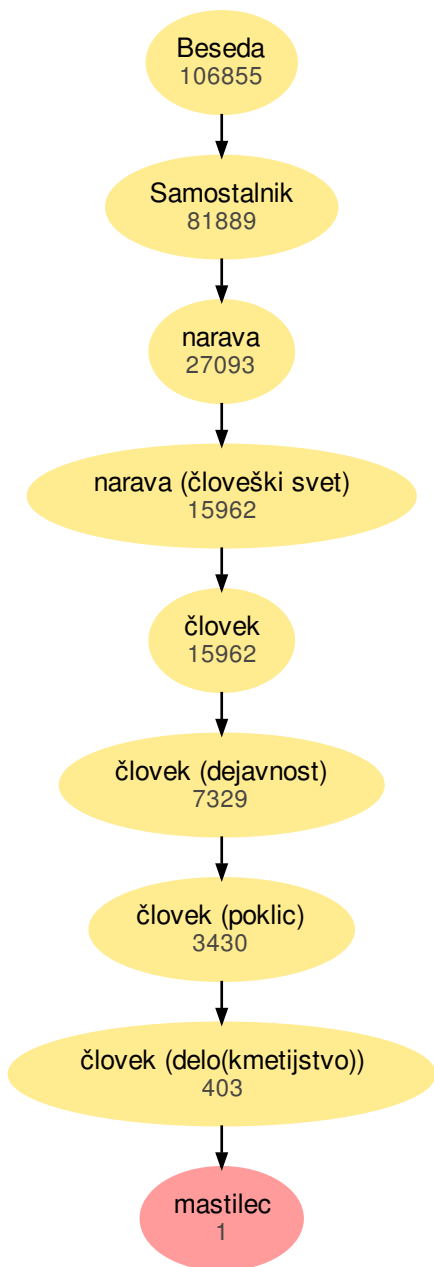 Beseda
106855
Samostalnik
81889
narava
27093
narava (človeški svet)
15962
človek
15962
človek (dejavnost)
7329
človek (poklic)
3430
človek (delo(kmetijstvo))
403
mastilec
1